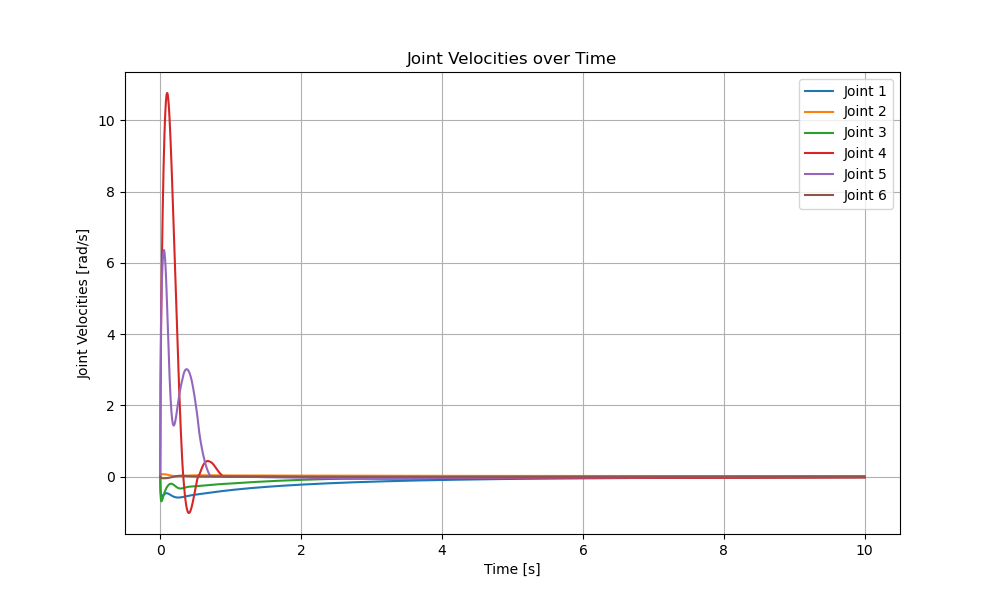 Joint Velocities over Time
Joint 1
Joint 2
Joint 3
Joint 4
Joint 5
Joint 6
Joint Velocities [rad/s]
10
8
6
4
2
0
0 2 4 6 8 10
Time [s]